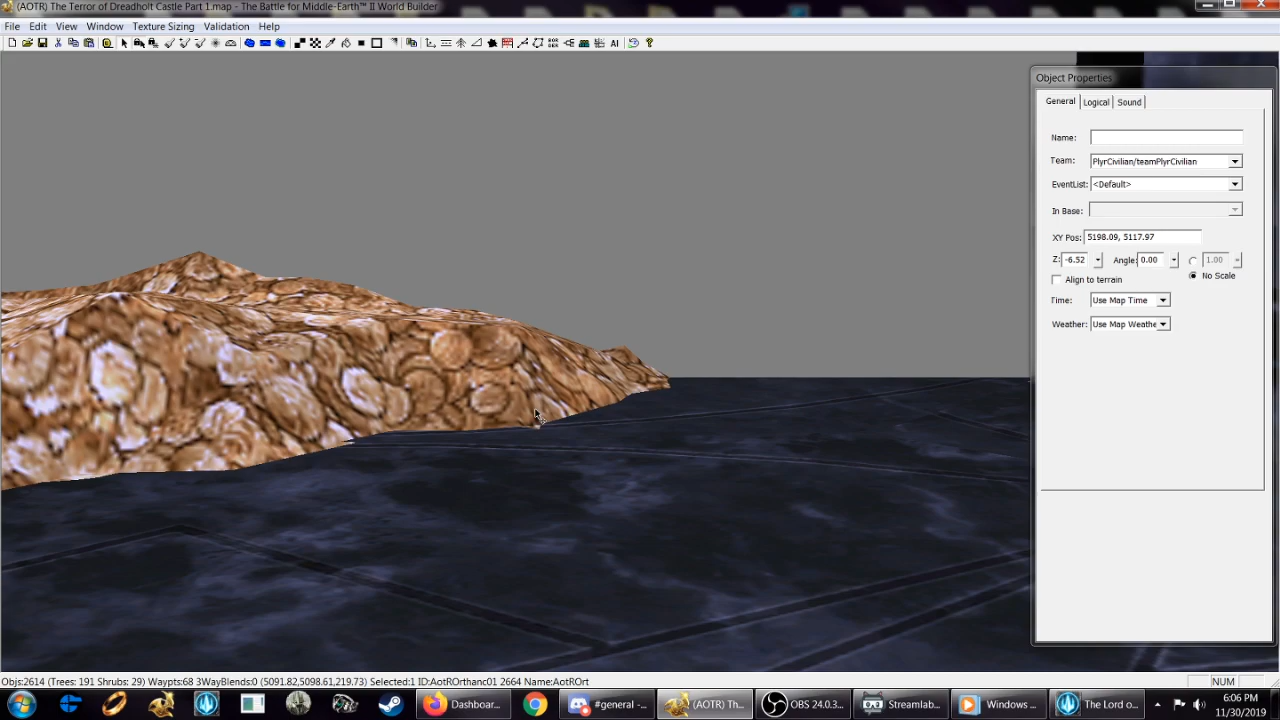 (AOTR) The Terror of Dreadholt Castle Part 1.map - The Battle for Middle-Earth™ II World Builder
File Edit View Window Texture Sizing Validation Help
AI
Object Properties
General Logical Sound
Name:
Team: PlyrCivilian/teamPlyrCivilian
EventList: <Default>
In Base:
XY Pos: 5198.09, 5117.97
Z: -6.52 Angle: 0.00 1.00
No Scale
Align to terrain
Time: Use Map Time
Weather: Use Map Weathe
Objs:2614 (Trees: 191 Shrubs: 29) Waypts:68 3WayBlends:0 (5091.82,5098.61,219.73) Selected:1 ID:AotROrthanc01 2664 Name:AotROrt
NUM
Dashboar... #general -... (AOTR) Th... OBS 24.0.3... Streamlab... Windows ... The Lord o...
6:06 PM
11/30/2019